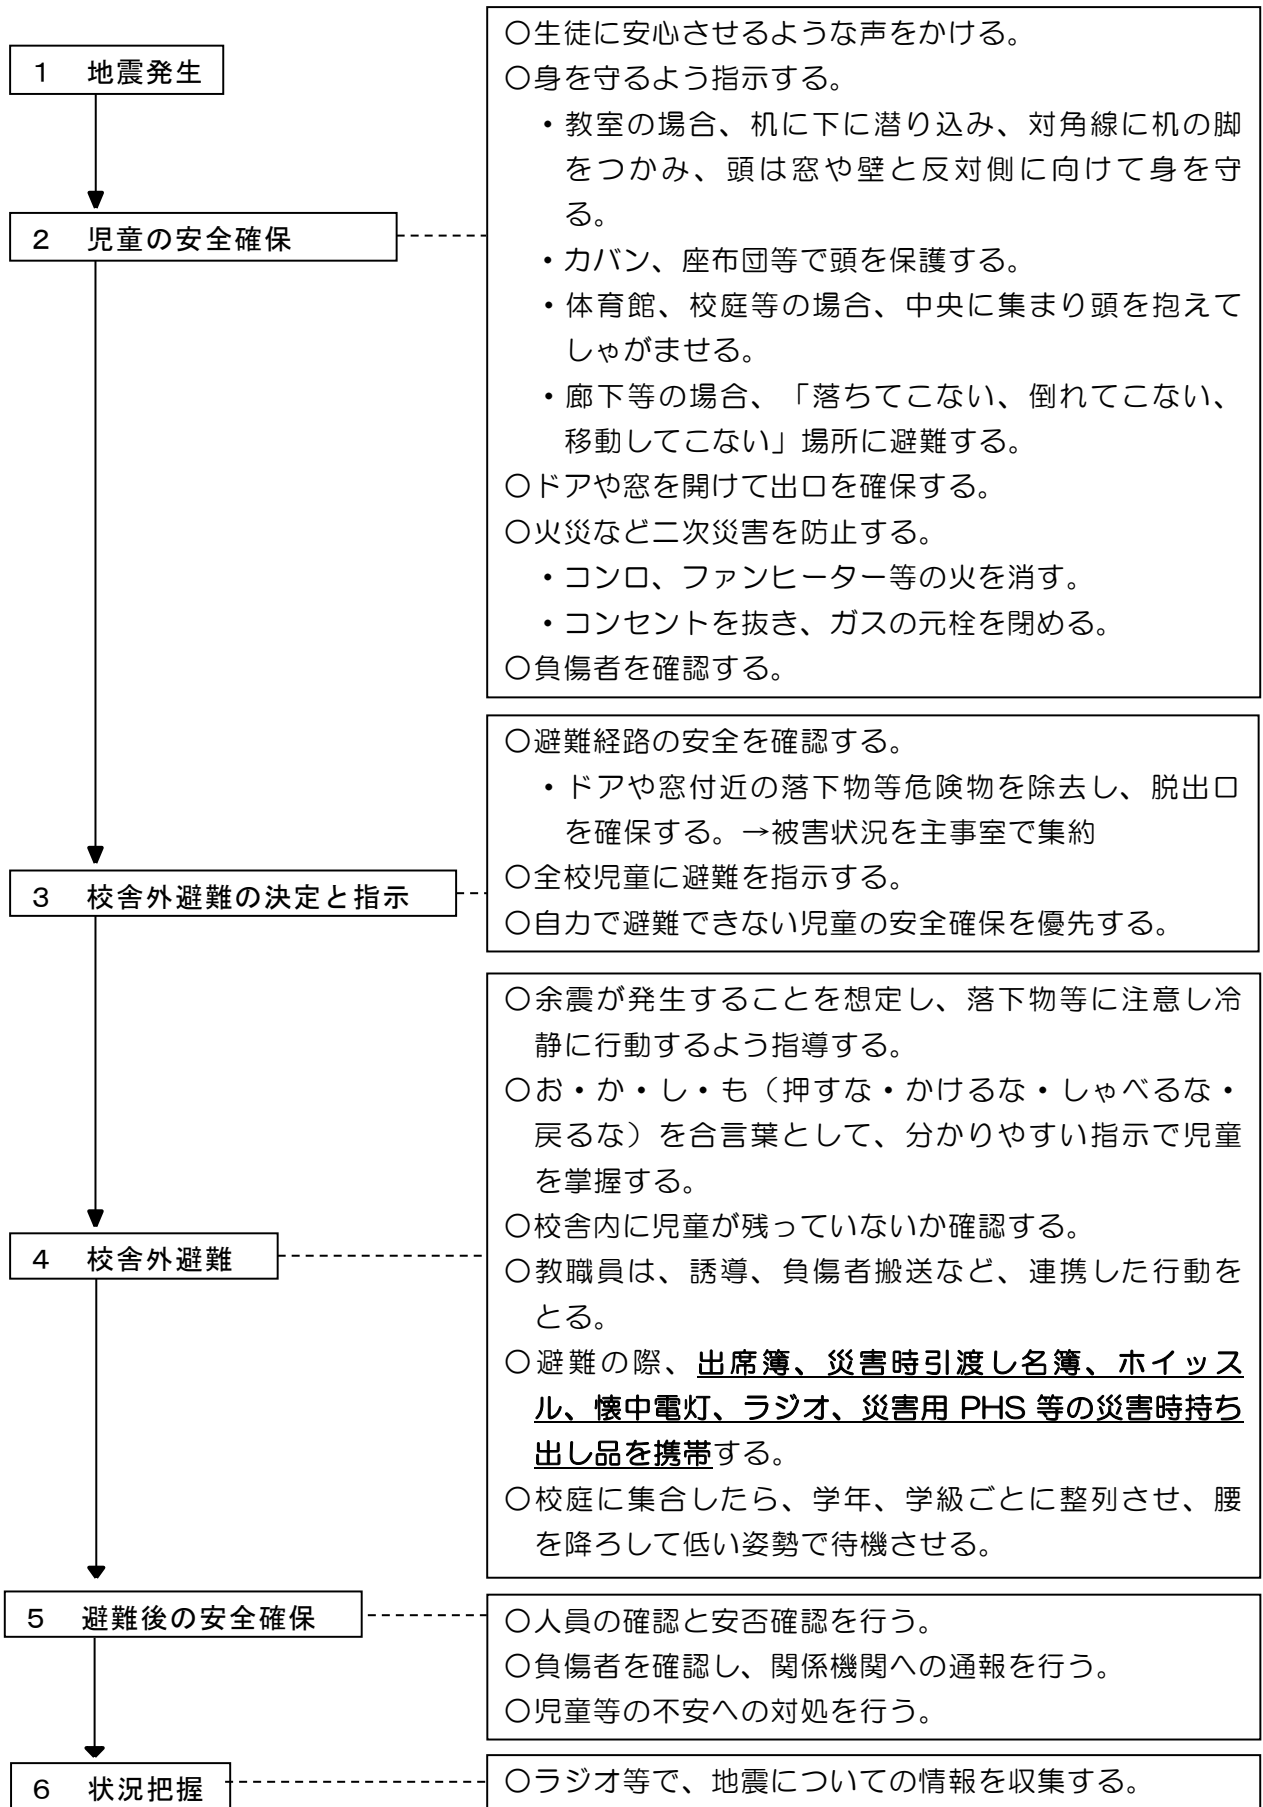 1 地震発生
〇生徒に安心させるような声をかける。
〇身を守るよう指示する。
・教室の場合、机に下に潜り込み、対角線に机の脚
をつかみ、頭は窓や壁と反対側に向けて身を守
る。
2 児童の安全確保
・カバン、座布団等で頭を保護する。
・体育館、校庭等の場合、中央に集まり頭を抱えて
しゃがませる。
・廊下等の場合、「落ちてこない、倒れてこない、
移動してこない」場所に避難する。
〇ドアや窓を開けて出口を確保する。
〇火災など二次災害を防止する。
・コンロ、ファンヒーター等の火を消す。
・コンセントを抜き、ガスの元栓を閉める。
〇負傷者を確認する。
3 校舎外避難の決定と指示
〇避難経路の安全を確認する。
・ドアや窓付近の落下物等危険物を除去し、脱出口
を確保する。→被害状況を主事室で集約
〇全校児童に避難を指示する。
〇自力で避難できない児童の安全確保を優先する。
4 校舎外避難
〇余震が発生することを想定し、落下物等に注意し冷
静に行動するよう指導する。
〇お・か・し・も（押すな・かけるな・しゃべるな・
戻るな）を合言葉として、分かりやすい指示で児童
を掌握する。
〇校舎内に児童が残っていないか確認する。
〇教職員は、誘導、負傷者搬送など、連携した行動を
とる。
〇避難の際、出席簿、災害時引渡し名簿、ホイッス
ル、懐中電灯、ラジオ、災害用 PHS 等の災害時持ち
出し品を携帯する。
〇校庭に集合したら、学年、学級ごとに整列させ、腰
を降ろして低い姿勢で待機させる。
5 避難後の安全確保
〇人員の確認と安否確認を行う。
〇負傷者を確認し、関係機関への通報を行う。
〇児童等の不安への対処を行う。
6 状況把握
〇ラジオ等で、地震についての情報を収集する。